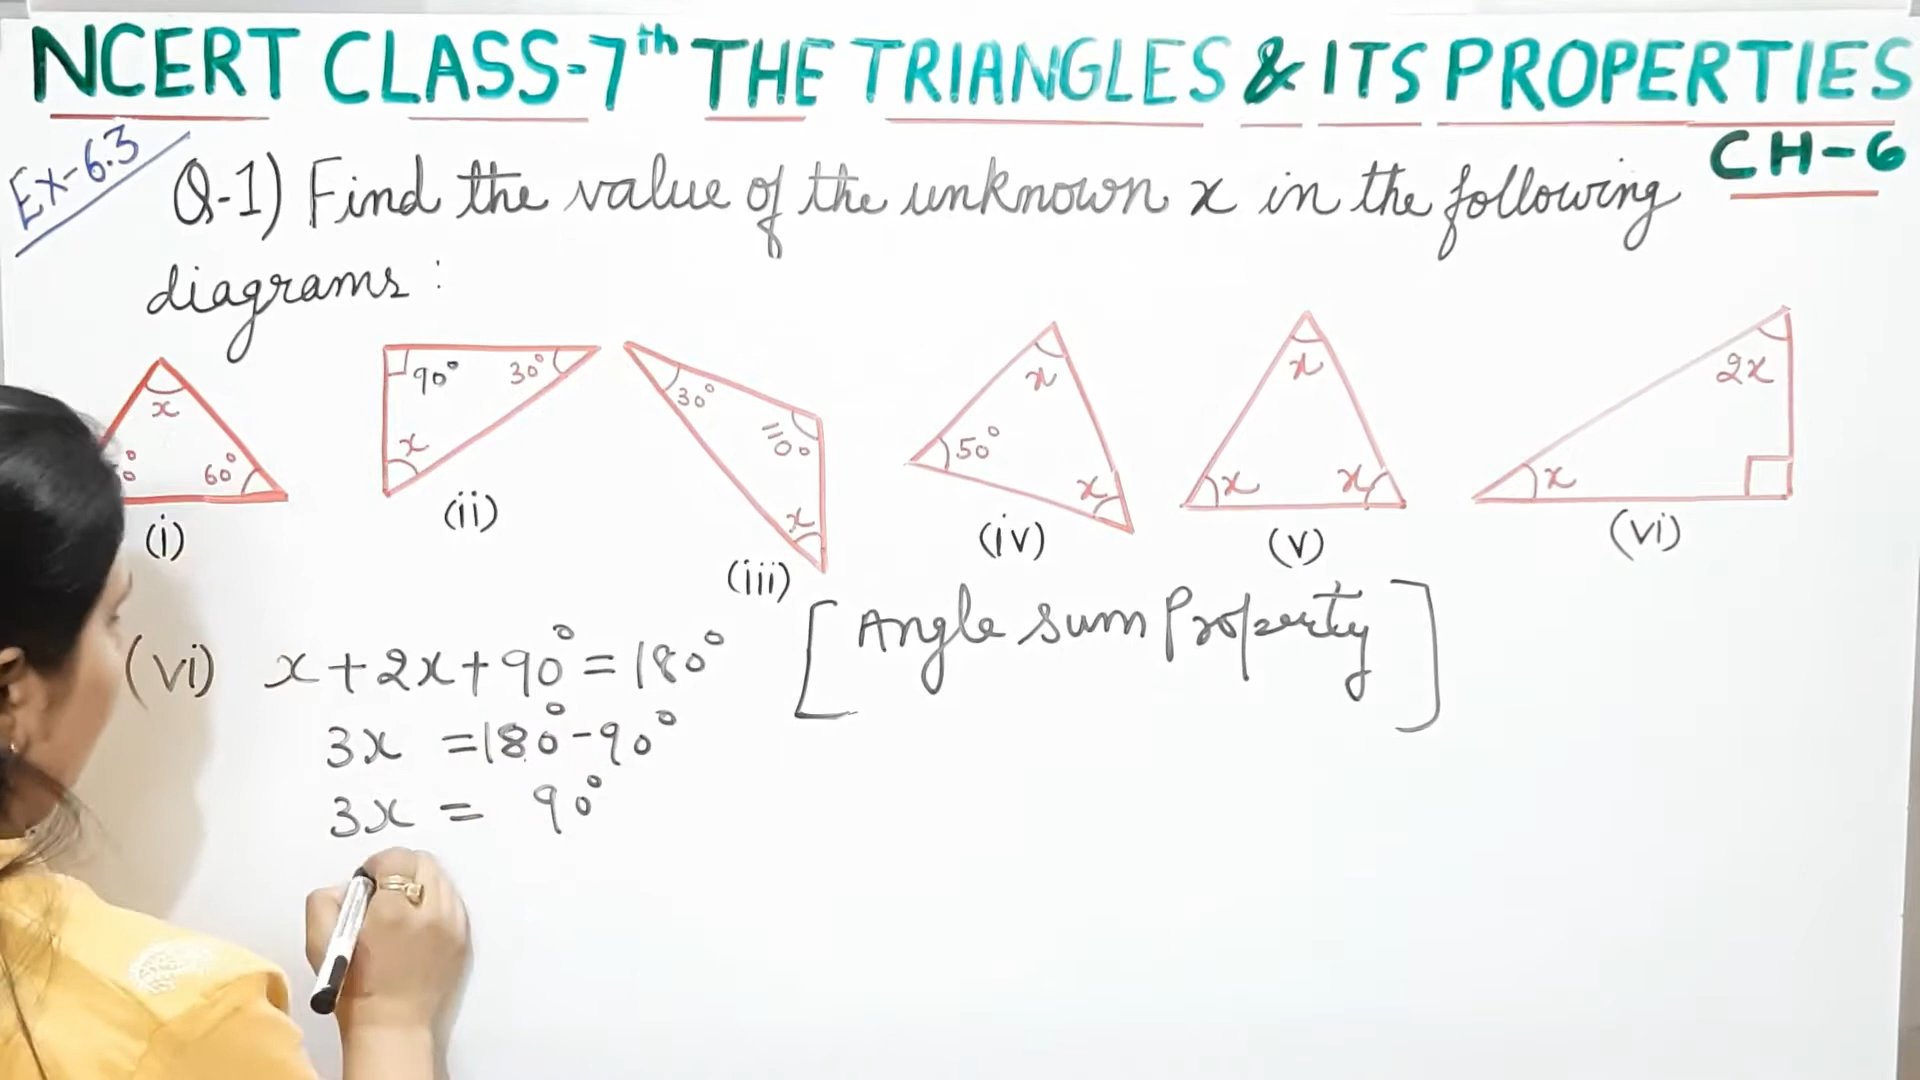 NCERT CLASS-7th THE TRIANGLES & ITS PROPERTIES
CH-6
Ex-6.3
Q-1) Find the value of the unknown x in the following
diagrams:
x
60°
(i)
90°
30°
x
(ii)
30°
x
(iii)
x
50°
x
(iv)
x
x
x
(v)
2x
x
(vi)
(vi) x+2x+90°=180° [Angle sum Property]
3x =180°-90°
3x = 90°